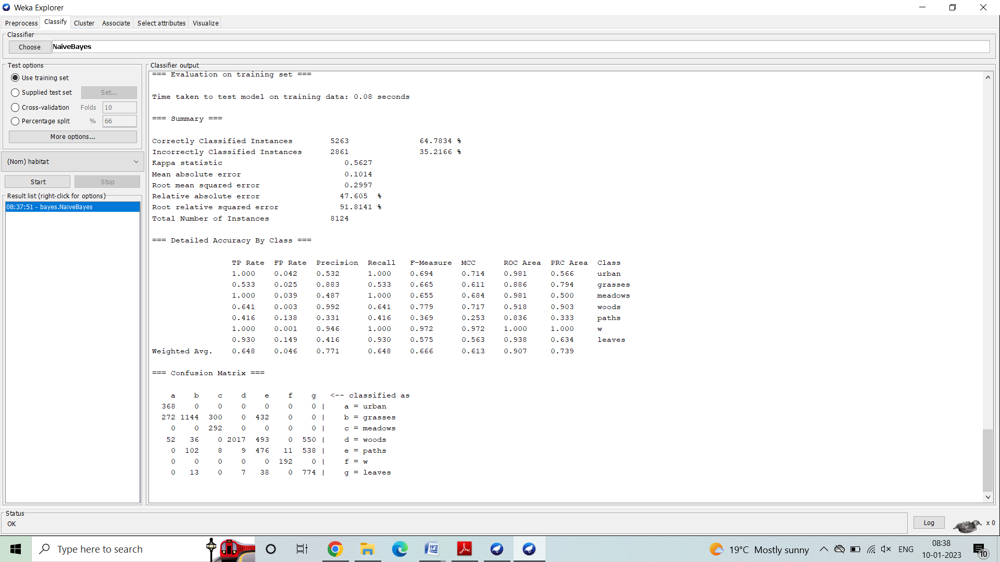 Weka Explorer
Preprocess Classify Cluster Associate Select attributes Visualize
Classifier
Choose NaiveBayes
Test options
Use training set
Supplied test set Set...
Cross-validation Folds 10
Percentage split % 66
More options...
(Nom) habitat
Start Stop
Result list (right-click for options)
08:37:51 - bayes.NaiveBayes
Classifier output
=== Evaluation on training set ===
Time taken to test model on training data: 0.08 seconds
=== Summary ===
Correctly Classified Instances 5263 64.7834 %
Incorrectly Classified Instances 2861 35.2166 %
Kappa statistic 0.5627
Mean absolute error 0.1014
Root mean squared error 0.2997
Relative absolute error 47.605 %
Root relative squared error 91.8141 %
Total Number of Instances 8124
=== Detailed Accuracy By Class ===
TP Rate FP Rate Precision Recall F-Measure MCC ROC Area PRC Area Class
1.000 0.042 0.532 1.000 0.694 0.714 0.981 0.566 urban
0.533 0.025 0.883 0.533 0.665 0.611 0.886 0.794 grasses
1.000 0.039 0.487 1.000 0.655 0.684 0.981 0.500 meadows
0.641 0.003 0.992 0.641 0.779 0.717 0.918 0.903 woods
0.416 0.138 0.331 0.416 0.369 0.253 0.836 0.333 paths
1.000 0.001 0.946 1.000 0.972 0.972 1.000 1.000 w
0.930 0.149 0.416 0.930 0.575 0.563 0.938 0.634 leaves
Weighted Avg. 0.648 0.046 0.771 0.648 0.666 0.613 0.907 0.739
=== Confusion Matrix ===
a b c d e f g <-- classified as
368 0 0 0 0 0 0 | a = urban
272 1144 300 0 432 0 0 | b = grasses
0 0 292 0 0 0 0 | c = meadows
52 36 0 2017 493 0 550 | d = woods
0 102 8 9 476 11 538 | e = paths
0 0 0 0 0 192 0 | f = w
0 13 0 7 38 0 774 | g = leaves
Status
OK
Log x 0
Type here to search
19°C Mostly sunny
ENG
08:38
10-01-2023
10